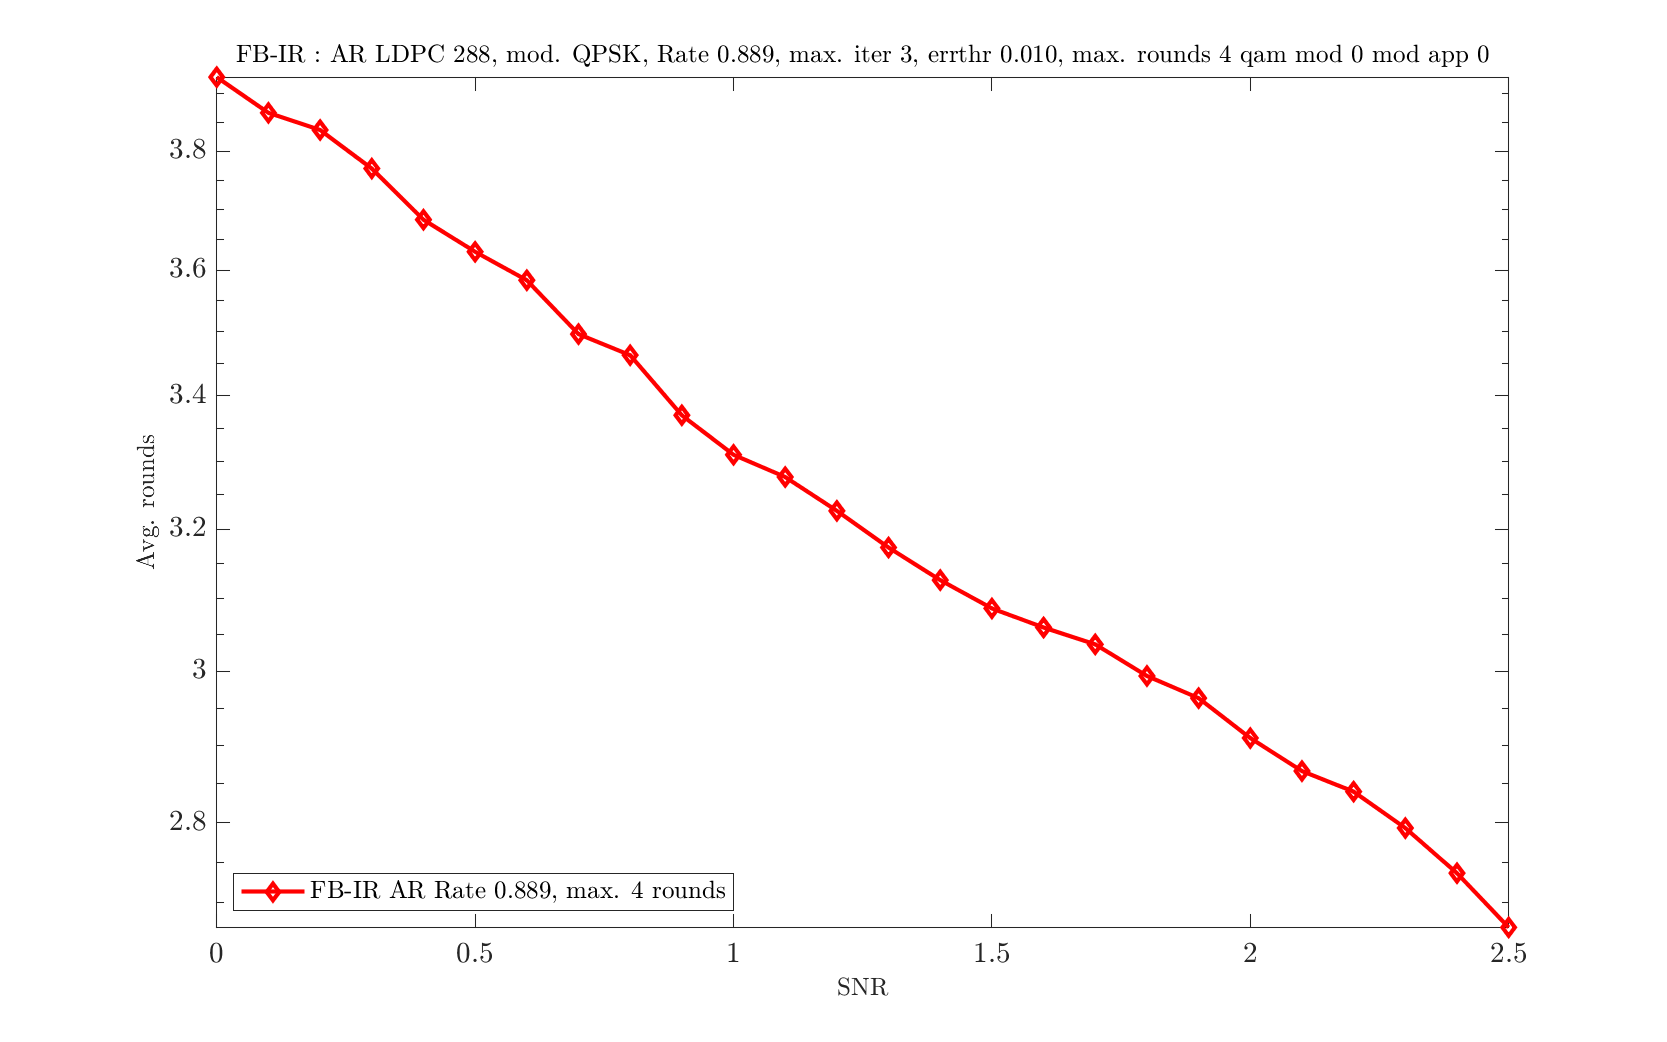 FB-IR : AR LDPC 288, mod. QPSK, Rate 0.889, max. iter 3, errthr 0.010, max. rounds 4 qam mod 0 mod app 0
3.8
3.6
3.4
3.2
3
2.8
Avg. rounds
FB-IR AR Rate 0.889, max. 4 rounds
0 0.5 1 1.5 2 2.5
SNR